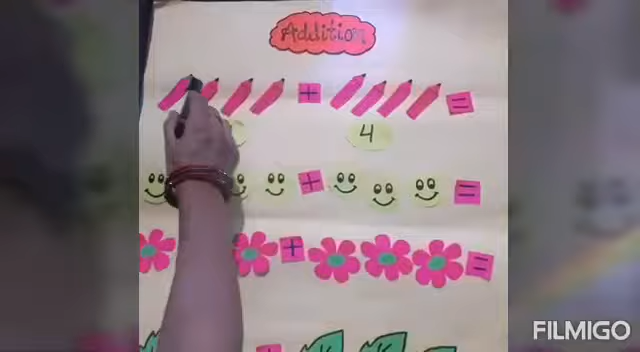 Addition
+ =
4
+ =
+ =
+
FILMIGO